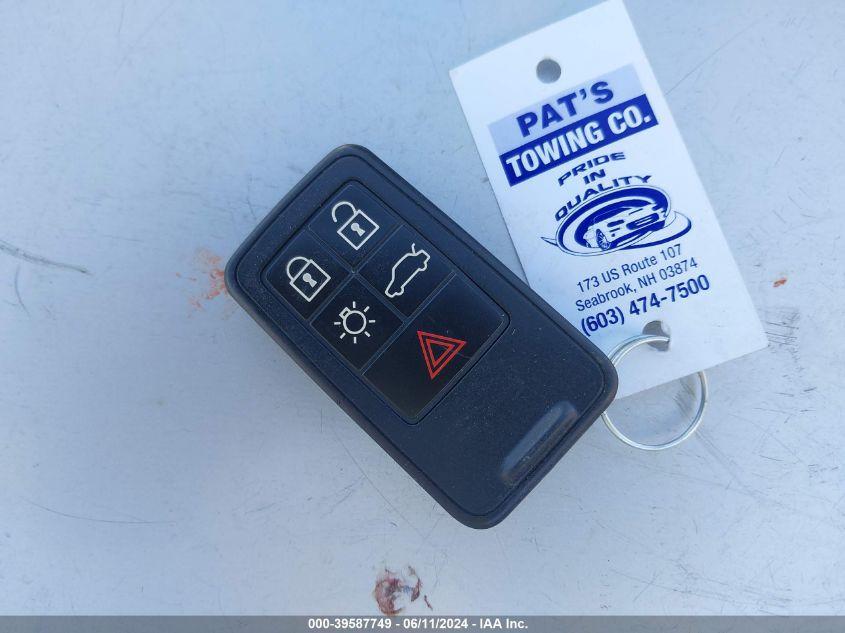 PAT'S
TOWING CO.
PRIDE
IN
QUALITY
173 US Route 107
Seabrook, NH 03874
(603) 474-7500
000-39587749 - 06/11/2024 - IAA Inc.